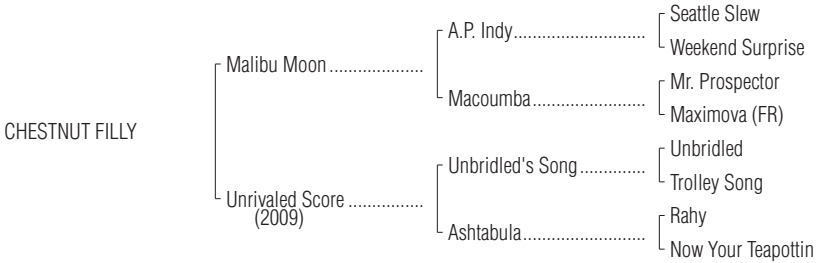 Seattle Slew
A.P. Indy
Weekend Surprise
Malibu Moon
Mr. Prospector
Macoumba
Maximova (FR)
CHESTNUT FILLY
Unbridled
Unbridled's Song
Trolley Song
Unrivaled Score
(2009)
Rahy
Ashtabula
Now Your Teapottin